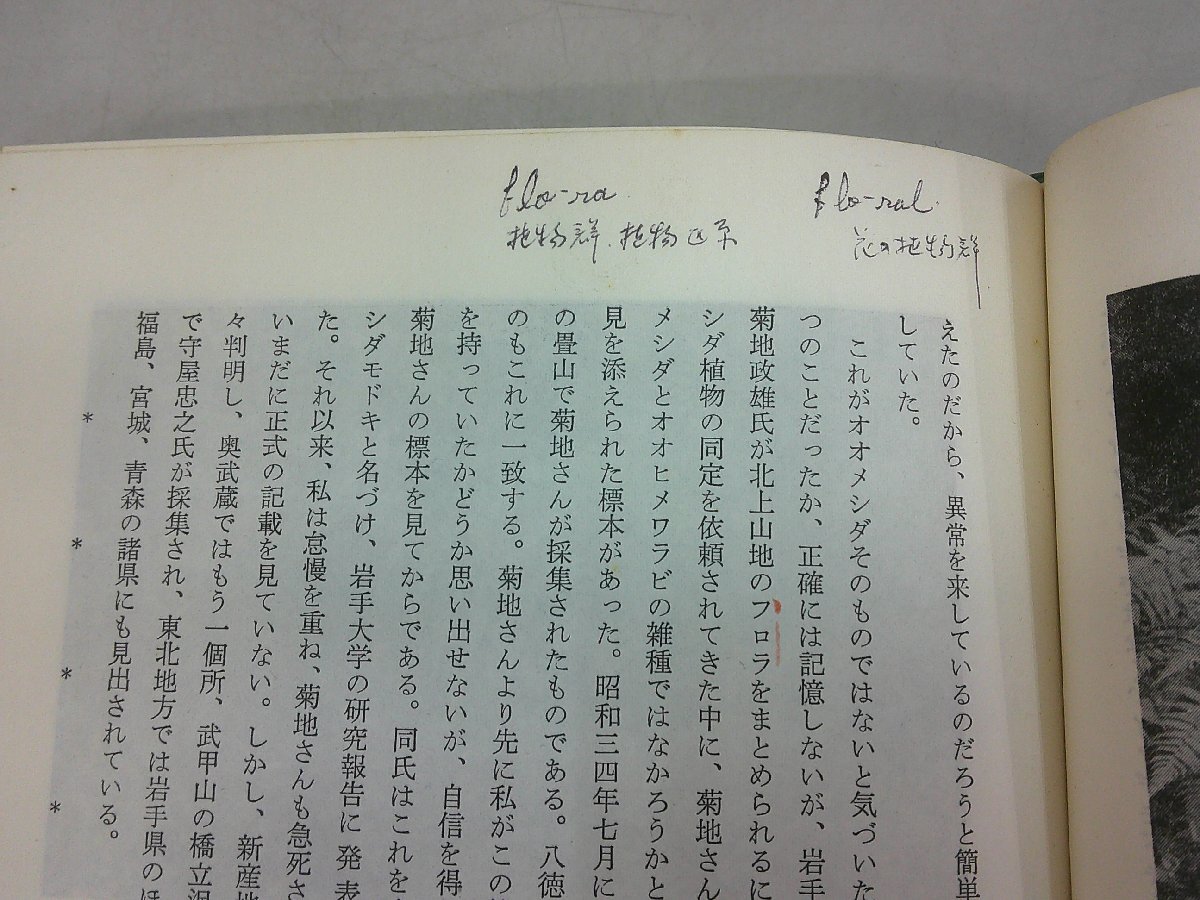 flo-ral
花の植物群
flo-ra
植物群、植物区系
えたのだから、異常を来しているのだろうと簡単
していた。
これがオオメシダそのものではないと気づいた
つのことだったか、正確には記憶しないが、岩手
菊地政雄氏が北上山地のフロラをまとめられるに
シダ植物の同定を依頼されてきた中に、菊地さん
メシダとオオヒメワラビの雑種ではなかろうかと
見を添えられた標本があった。昭和三四年七月に
の畳山で菊地さんが採集されたものである。八徳
のもこれに一致する。菊地さんより先に私がこの
を持っていたかどうか思い出せないが、自信を得
菊地さんの標本を見てからである。同氏はこれを
シダモドキと名づけ、岩手大学の研究報告に発表
た。それ以来、私は怠慢を重ね、菊地さんも急死さ
いまだに正式の記載を見ていない。しかし、新産地
々判明し、奥武蔵ではもう一個所、武甲山の橋立沢
で守屋忠之氏が採集され、東北地方では岩手県のほ
福島、宮城、青森の諸県にも見出されている。
* * * *